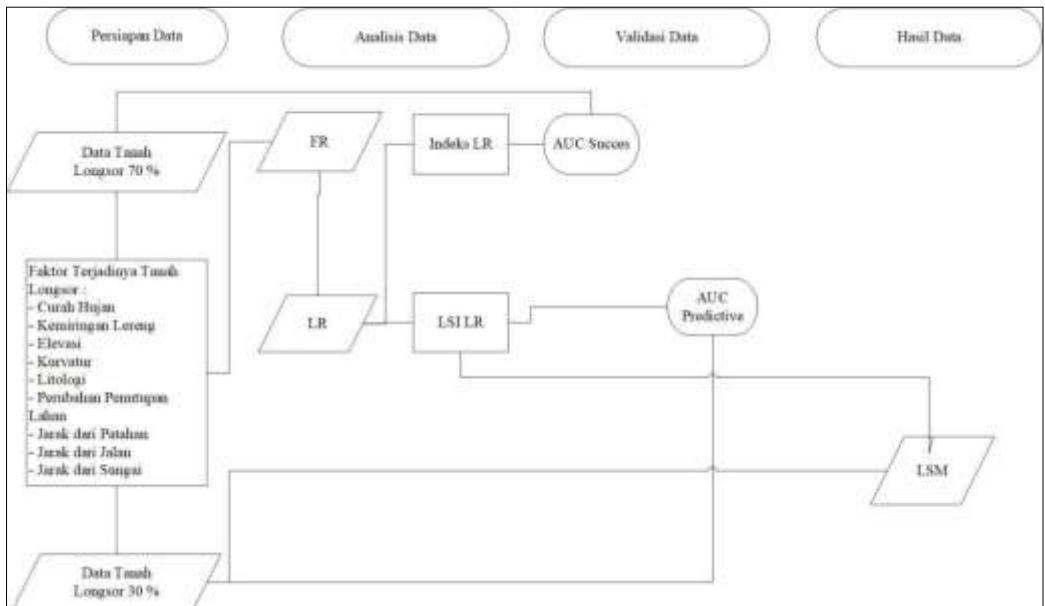 Persiapan Data
Analisis Data
Validasi Data
Hasil Data
Data Tanah
Longsor 70 %
FR
Indeks LR
AUC Succes
Faktor Terjadinya Tanah
Longsor :
- Curah Hujan
- Kemiringan Lereng
- Elevasi
- Kurvatur
- Litologi
- Perubahan Penutupan
Lahan
- Jarak dari Patahan
- Jarak dari Jalan
- Jarak dari Sungai
LR
LSI LR
AUC
Predictive
LSM
Data Tanah
Longsor 30 %